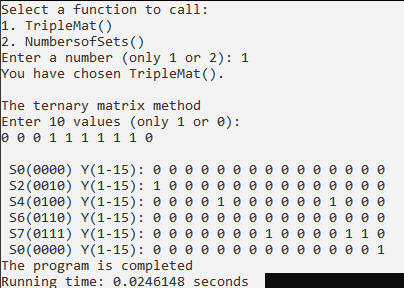 Select a function to call:
1. TripleMat()
2. NumbersofSets()
Enter a number (only 1 or 2): 1
You have chosen TripleMat().
The ternary matrix method
Enter 10 values (only 1 or 0):
0 0 0 1 1 1 1 1 1 0
S0(0000) Y(1-15): 0 0 0 0 0 0 0 0 0 0 0 0 0 0 0
S2(0010) Y(1-15): 1 0 0 0 0 0 0 0 0 0 0 0 0 0 0
S4(0100) Y(1-15): 0 0 0 0 1 0 0 0 0 0 0 1 0 0 0
S6(0110) Y(1-15): 0 0 0 0 0 0 0 0 0 0 0 0 0 0 0
S7(0111) Y(1-15): 0 0 0 0 0 0 0 1 0 0 0 0 1 1 0
S0(0000) Y(1-15): 0 0 0 0 0 0 0 0 0 0 0 0 0 0 1
The program is completed
Running time: 0.0246148 seconds